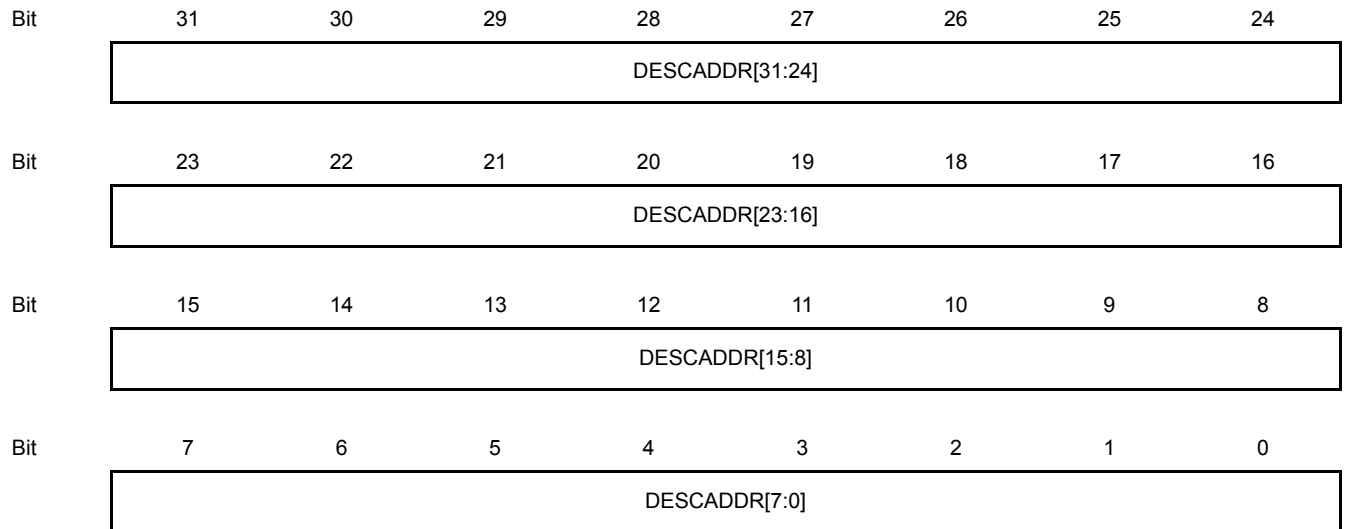 Bit 31 30 29 28 27 26 25 24
DESCADDR[31:24]
Bit 23 22 21 20 19 18 17 16
DESCADDR[23:16]
Bit 15 14 13 12 11 10 9 8
DESCADDR[15:8]
Bit 7 6 5 4 3 2 1 0
DESCADDR[7:0]